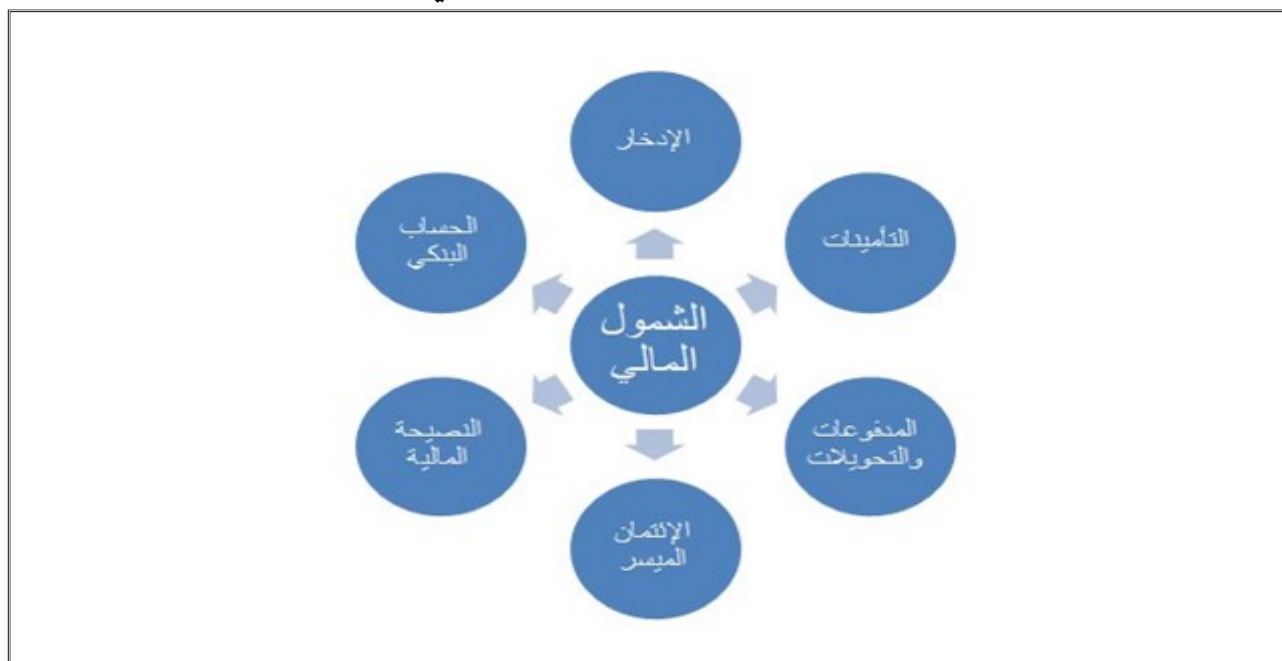 الإدخار
التأمينات
الحساب
البنكي
الشمول
المالي
المدفوعات
والتحويلات
النصيحة
المالية
الإئتمان
الميسر